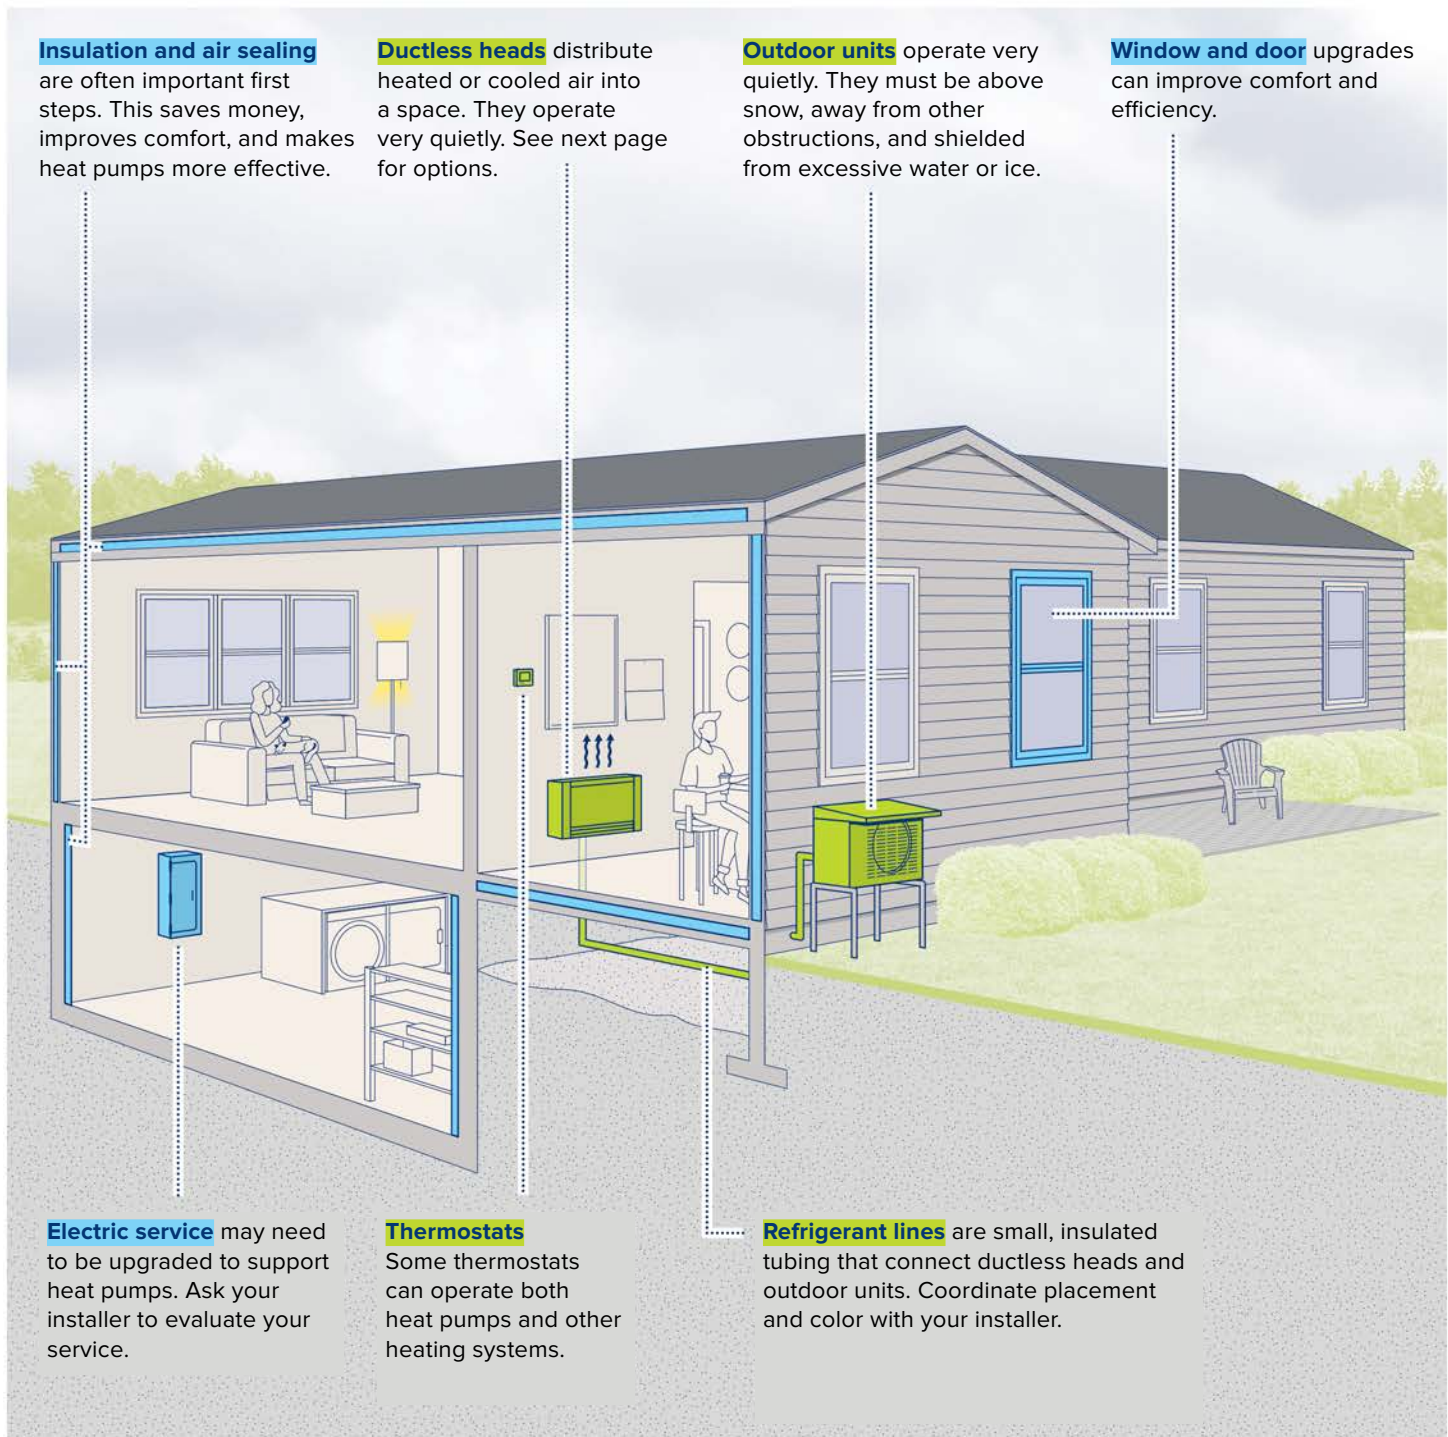 Insulation and air sealing
are often important first
steps. This saves money,
improves comfort, and makes
heat pumps more effective.
Ductless heads distribute
heated or cooled air into
a space. They operate
very quietly. See next page
for options.
Outdoor units operate very
quietly. They must be above
snow, away from other
obstructions, and shielded
from excessive water or ice.
Window and door upgrades
can improve comfort and
efficiency.
Electric service may need
to be upgraded to support
heat pumps. Ask your
installer to evaluate your
service.
Thermostats
Some thermostats
can operate both
heat pumps and other
heating systems.
Refrigerant lines are small, insulated
tubing that connect ductless heads and
outdoor units. Coordinate placement
and color with your installer.